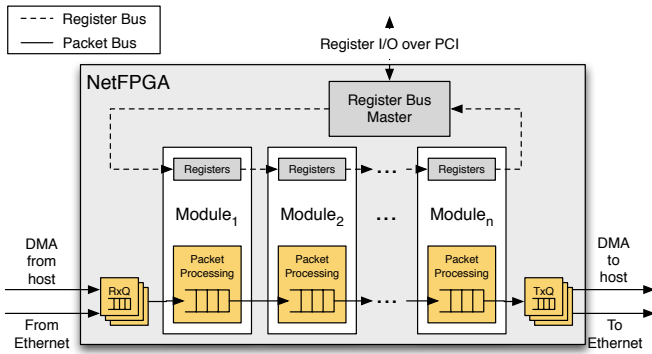 Register Bus
Packet Bus
Register I/O over PCI
NetFPGA
Register Bus
Master
Registers
Registers
...
Registers
Module1
Module2
...
Modulen
DMA
from
host
Packet
Processing
Packet
Processing
Packet
Processing
DMA
to
host
RxQ
...
TxQ
From
Ethernet
To
Ethernet